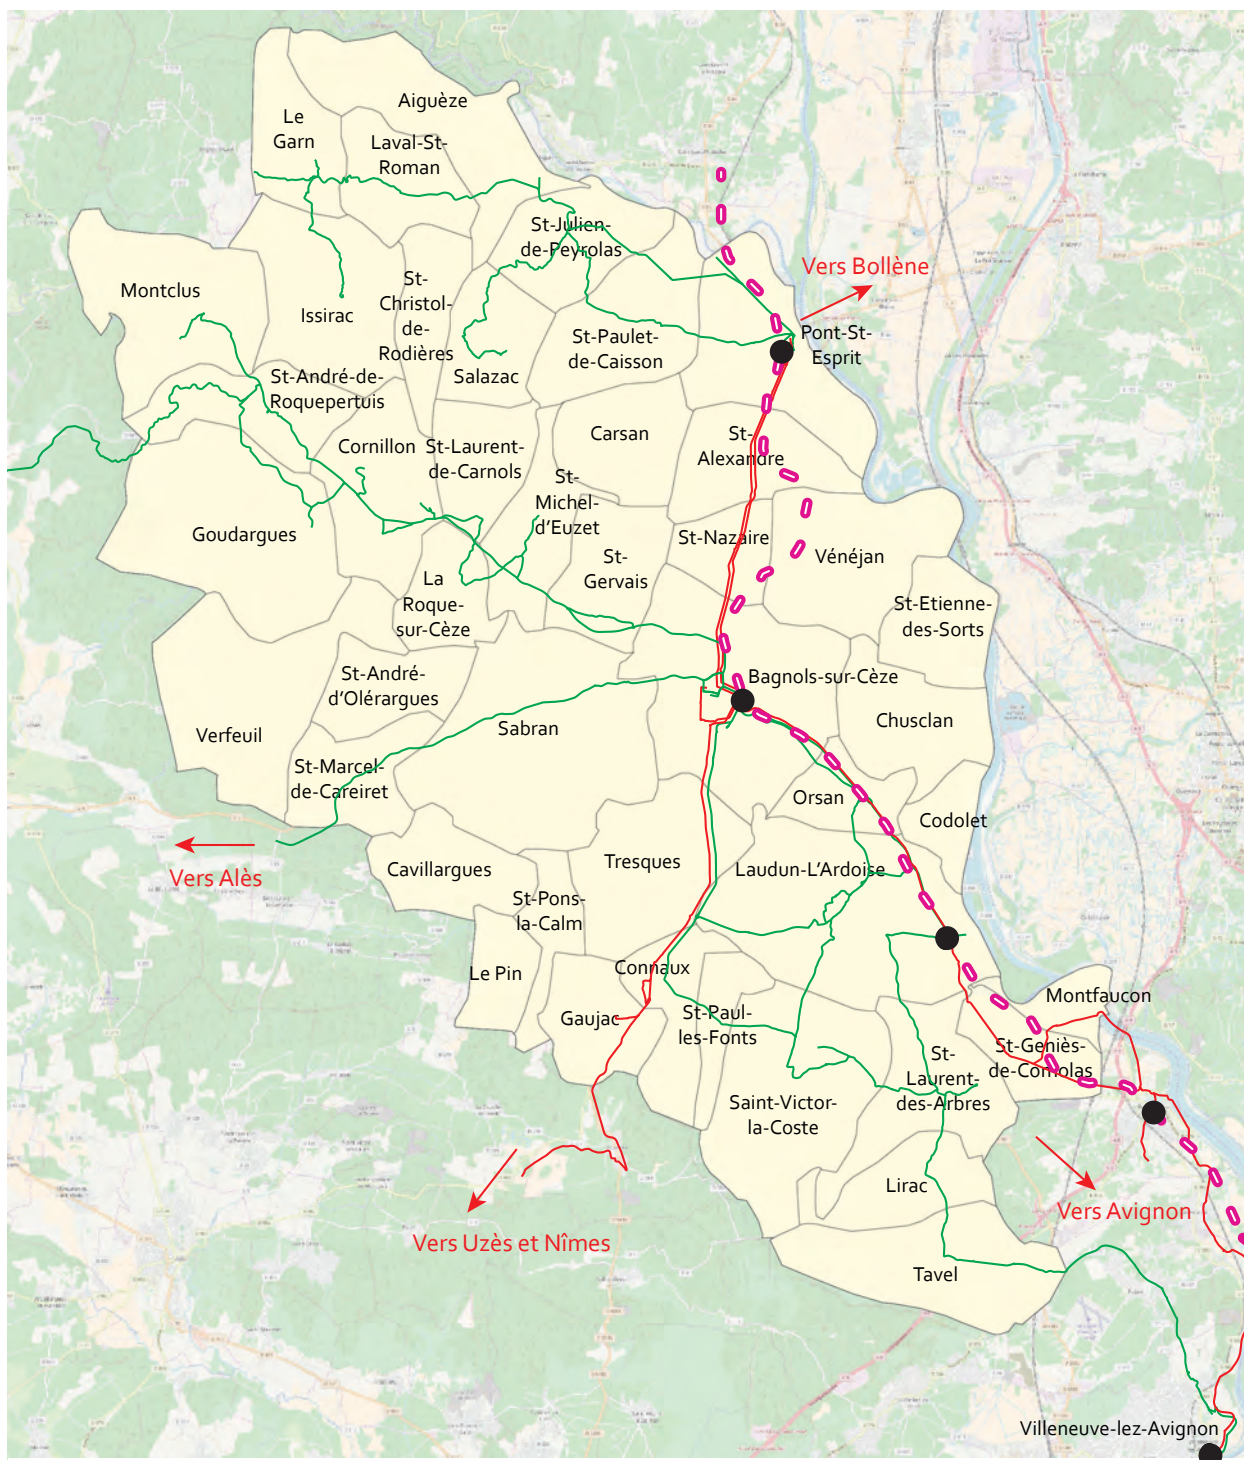 Aiguèze
Le
Garn
Laval-St-
Roman
St-Julien-
de-Peyrolas
Vers Bollène
Montclus
Issirac
St-
Christol-
de-
Rodières
Salazac
St-Paulet-
de-Caisson
Pont-St-
Esprit
St-André-de-
Roquepertuis
Cornillon
St-Laurent-
de-Carnols
Carsan
St-
Alexandre
St-
Michel-
d'Euzet
Goudargues
St-
Gervais
St-Nazaire
Vénéjan
La
Roque-
sur-Cèze
St-Etienne-
des-Sorts
St-André-
d'Olérargues
Bagnols-sur-Cèze
Verfeuil
Sabran
Chusclan
St-Marcel-
de-Careiret
Orsan
Codolet
Vers Alès
Cavillargues
Tresques
Laudun-L'Ardoise
St-Pons-
la-Calm
Le Pin
Connaux
Gaujac
St-Paul-
les-Fonts
Montfaucon
St-Geniès-
de-Comolas
St-
Laurent-
des-Arbres
Saint-Victor-
la-Coste
Lirac
Vers Avignon
Vers Uzès et Nîmes
Tavel
Villeneuve-lez-Avignon